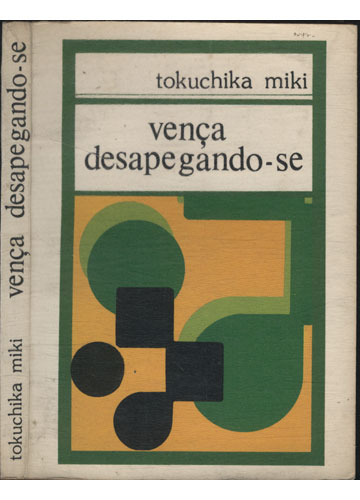 tokuchika miki
vença
desapegando-se
tokuchika miki vença desapegando-se